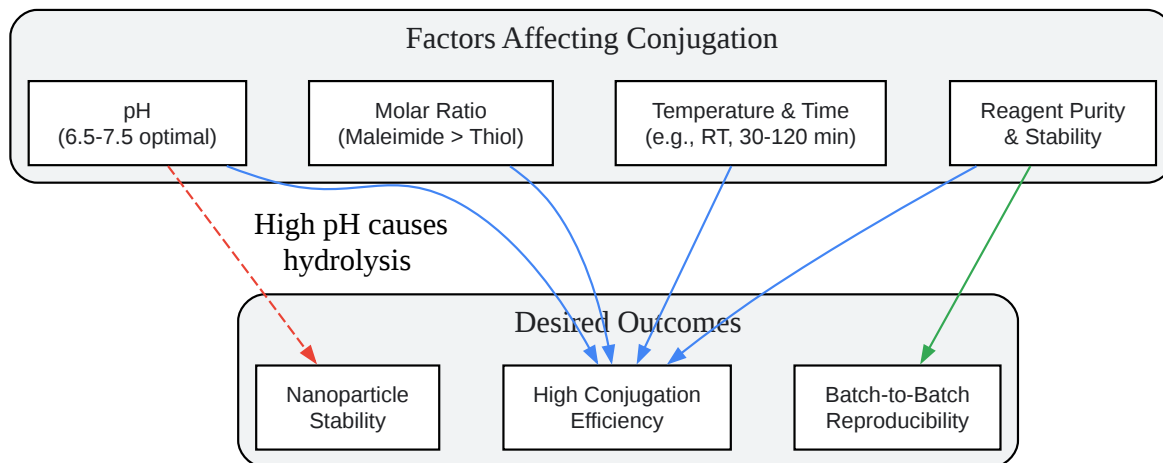 Factors Affecting Conjugation
pH
(6.5-7.5 optimal)
Molar Ratio
(Maleimide > Thiol)
Temperature & Time
(e.g., RT, 30-120 min)
Reagent Purity
& Stability
High pH causes
hydrolysis
Desired Outcomes
Nanoparticle
Stability
High Conjugation
Efficiency
Batch-to-Batch
Reproducibility